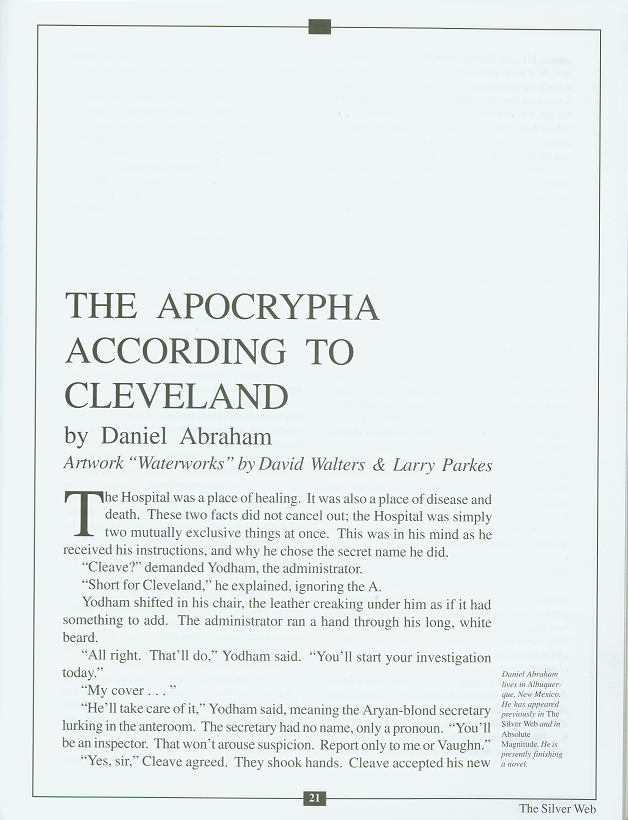 THE APOCRYPHA
ACCORDING TO
CLEVELAND
by Daniel Abraham
Artwork “Waterworks” by David Walters & Larry Parkes
The Hospital was a place of healing. It was also a place of disease and
death. These two facts did not cancel out; the Hospital was simply
two mutually exclusive things at once. This was in his mind as he
received his instructions, and why he chose the secret name he did.
“Cleave?” demanded Yodham, the administrator.
“Short for Cleveland,” he explained, ignoring the A.
Yodham shifted in his chair, the leather creaking under him as if it had
something to add. The administrator ran a hand through his long, white
beard.
“All right. That’ll do,” Yodham said. “You’ll start your investigation
today.”
“My cover . . . ”
“He’ll take care of it,” Yodham said, meaning the Aryan-blond secretary
lurking in the anteroom. The secretary had no name, only a pronoun. “You’ll
be an inspector. That won’t arouse suspicion. Report only to me or Vaughn.”
“Yes, sir,” Cleave agreed. They shook hands. Cleave accepted his new
Daniel Abraham
lives in Albuquer-
que, New Mexico.
He has appeared
previously in The
Silver Web and in
Absolute
Magnitude. He is
presently finishing
a novel.
21
The Silver Web